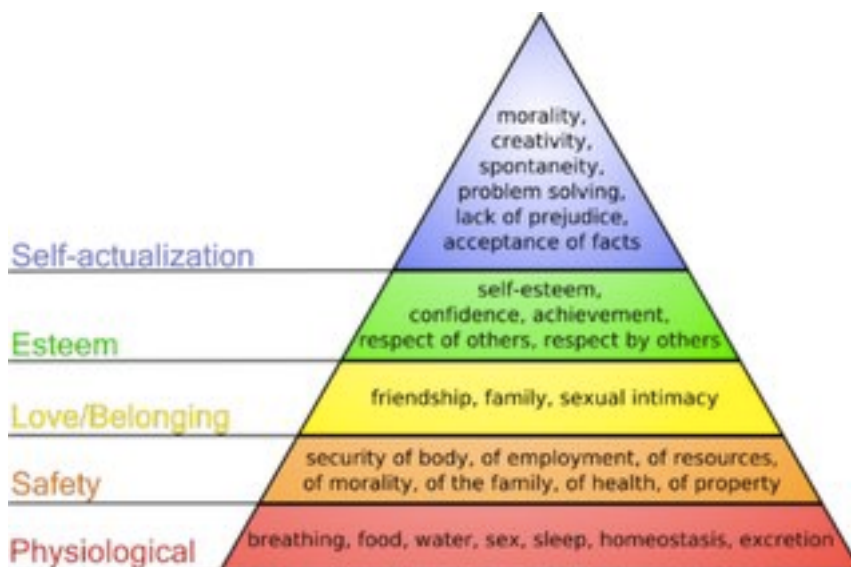 morality,
creativity,
spontaneity,
problem solving,
lack of prejudice,
acceptance of facts
Self-actualization
self-esteem,
confidence, achievement,
respect of others, respect by others
Esteem
friendship, family, sexual intimacy
Love/Belonging
security of body, of employment, of resources,
of morality, of the family, of health, of property
Safety
breathing, food, water, sex, sleep, homeostasis, excretion
Physiological